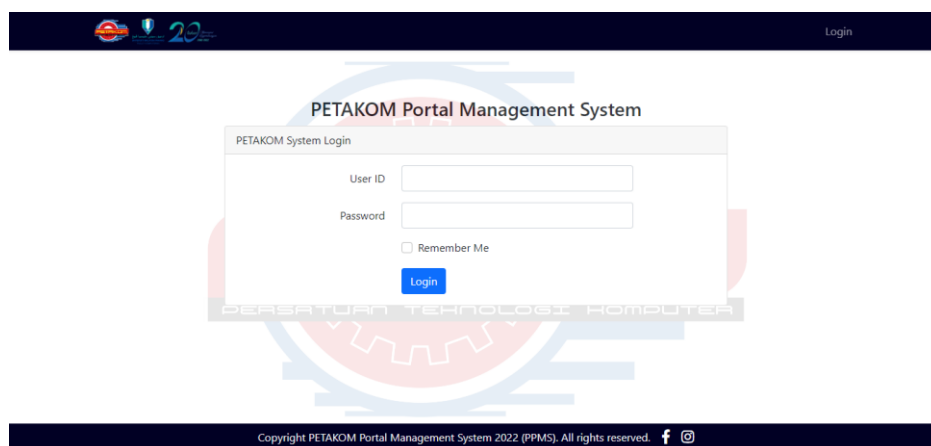 Login
PETAKOM Portal Management System
PETAKOM System Login
User ID
Password
Remember Me
Login
PERSATUAN TEKNOLOGI KOMPUTER
Copyright PETAKOM Portal Management System 2022 (PPMS). All rights reserved.